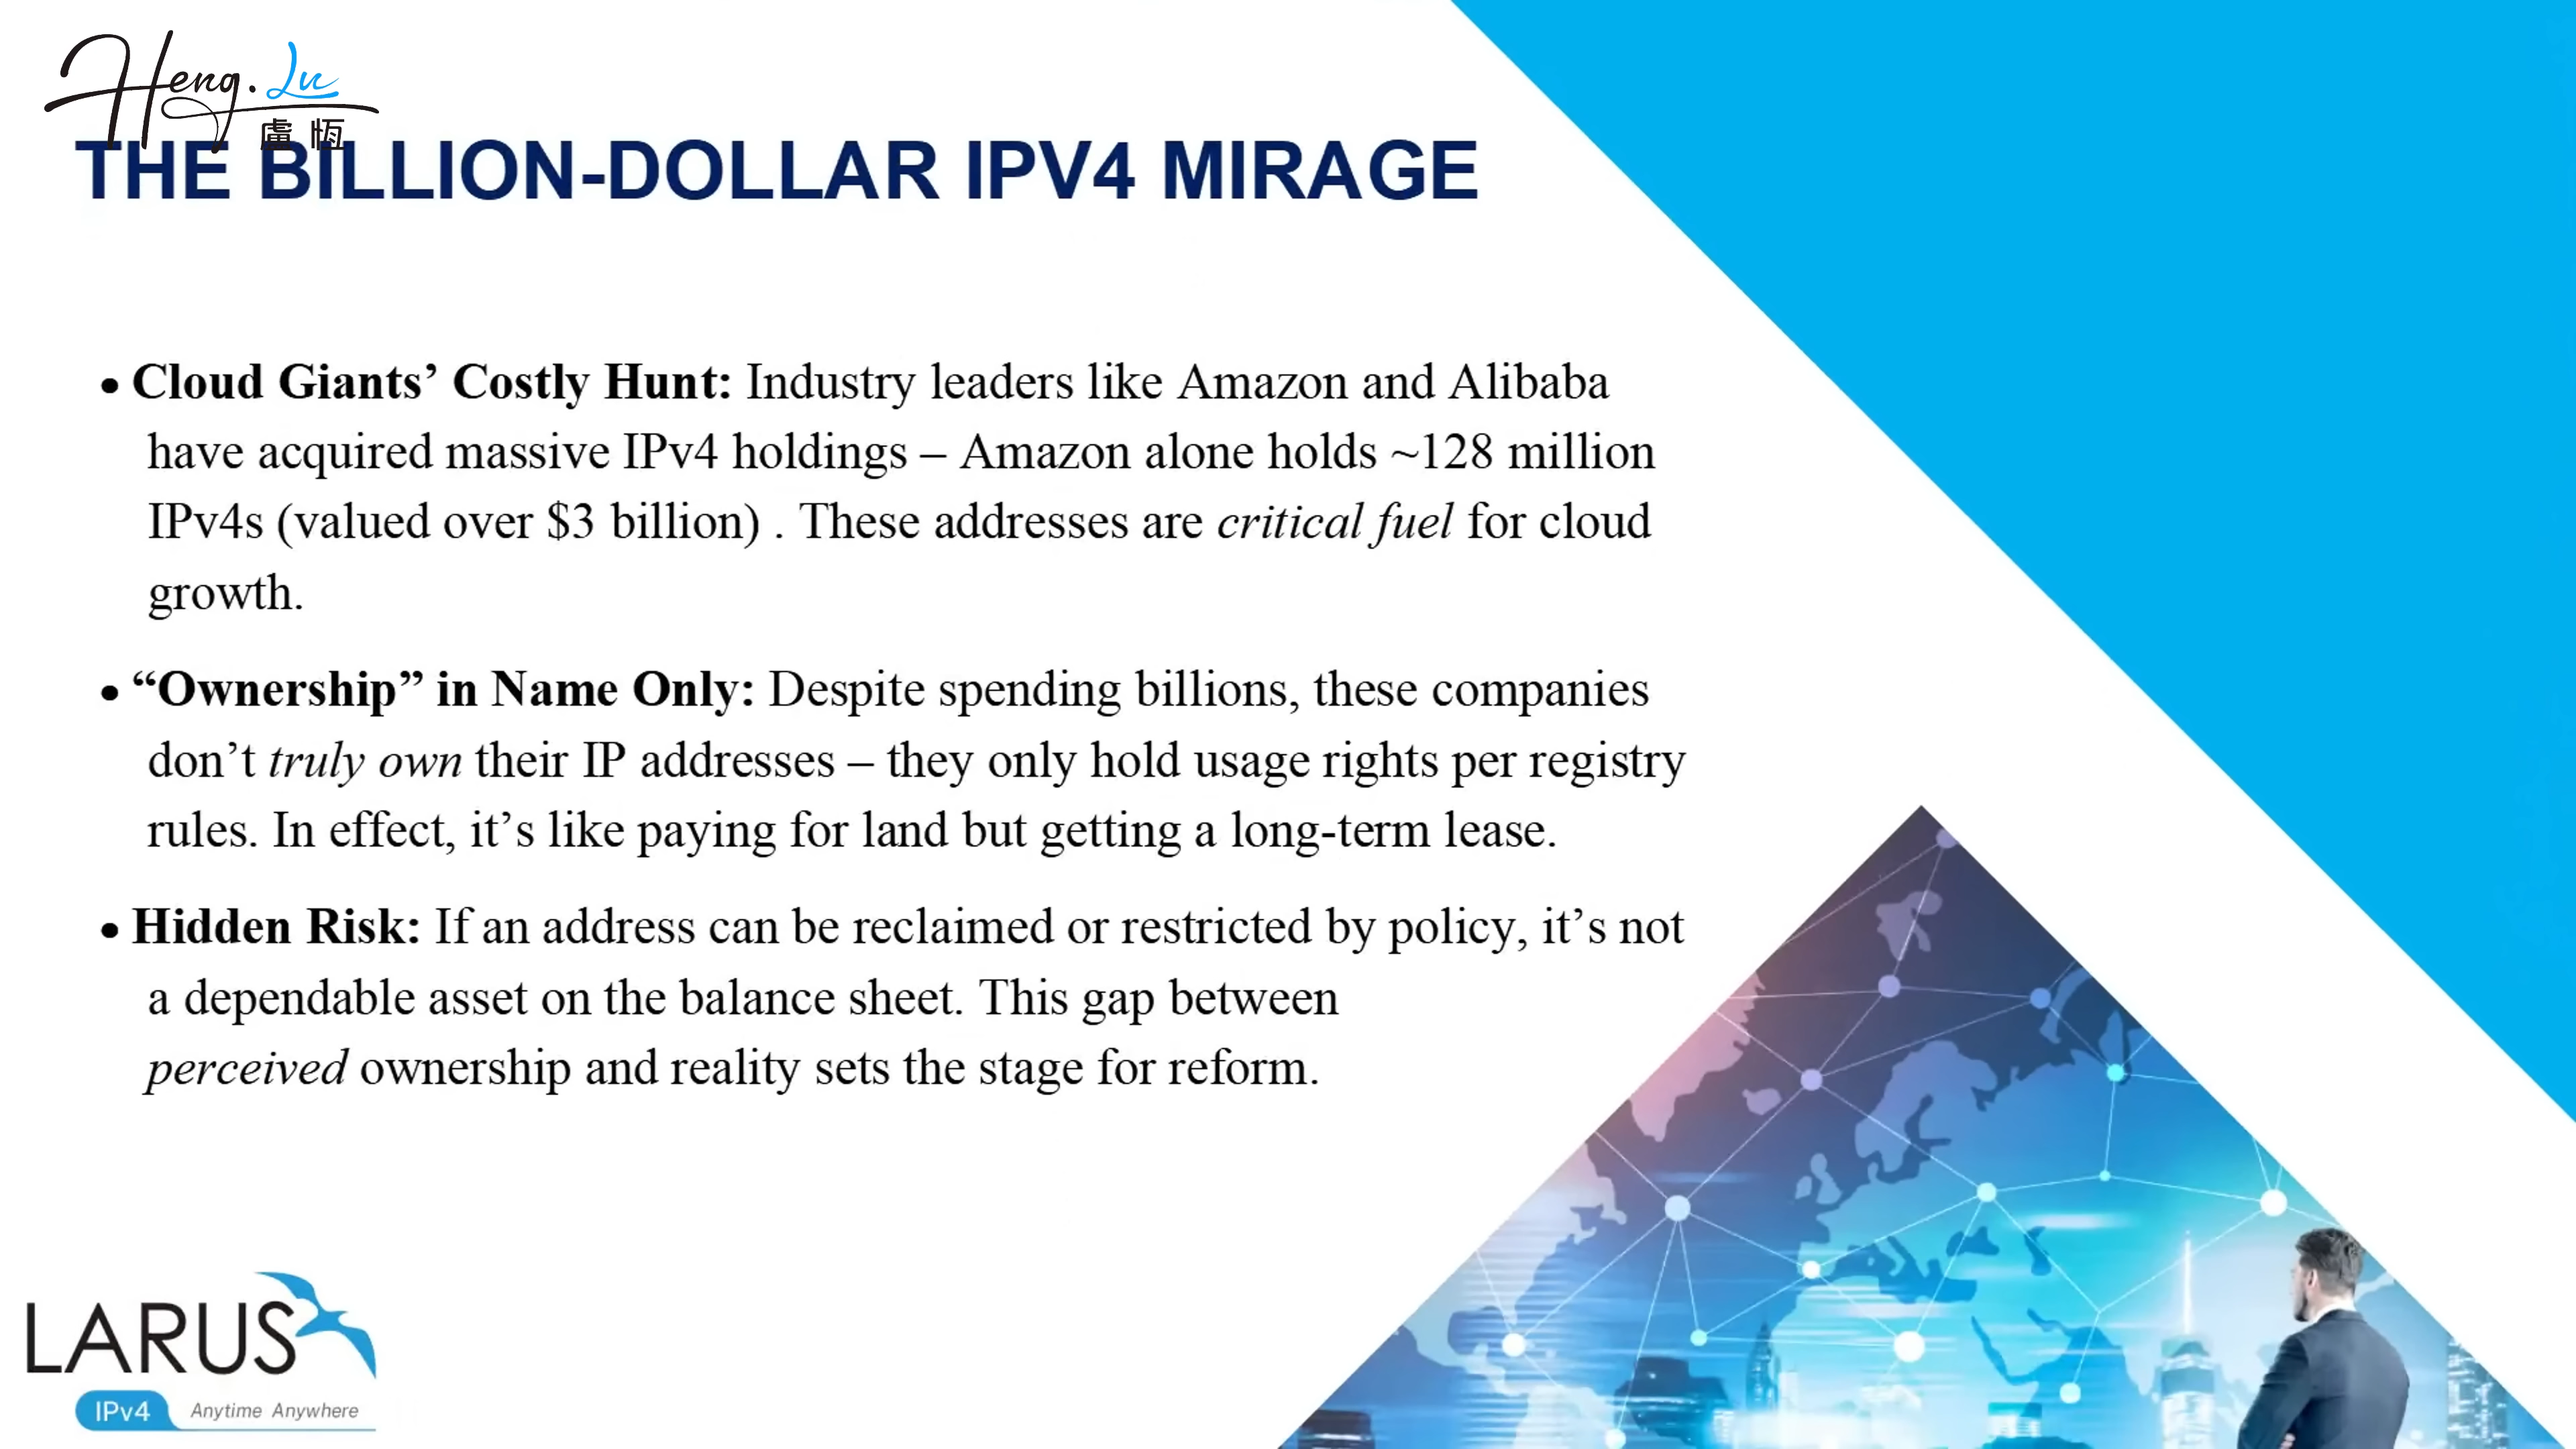 Heng.Lu
盧恆
THE BILLION-DOLLAR IPV4 MIRAGE
• Cloud Giants’ Costly Hunt: Industry leaders like Amazon and Alibaba
have acquired massive IPv4 holdings – Amazon alone holds ~128 million
IPv4s (valued over $3 billion) . These addresses are critical fuel for cloud
growth.
• “Ownership” in Name Only: Despite spending billions, these companies
don’t truly own their IP addresses – they only hold usage rights per registry
rules. In effect, it’s like paying for land but getting a long-term lease.
• Hidden Risk: If an address can be reclaimed or restricted by policy, it’s not
a dependable asset on the balance sheet. This gap between
perceived ownership and reality sets the stage for reform.
LARUS
IPv4 Anytime Anywhere